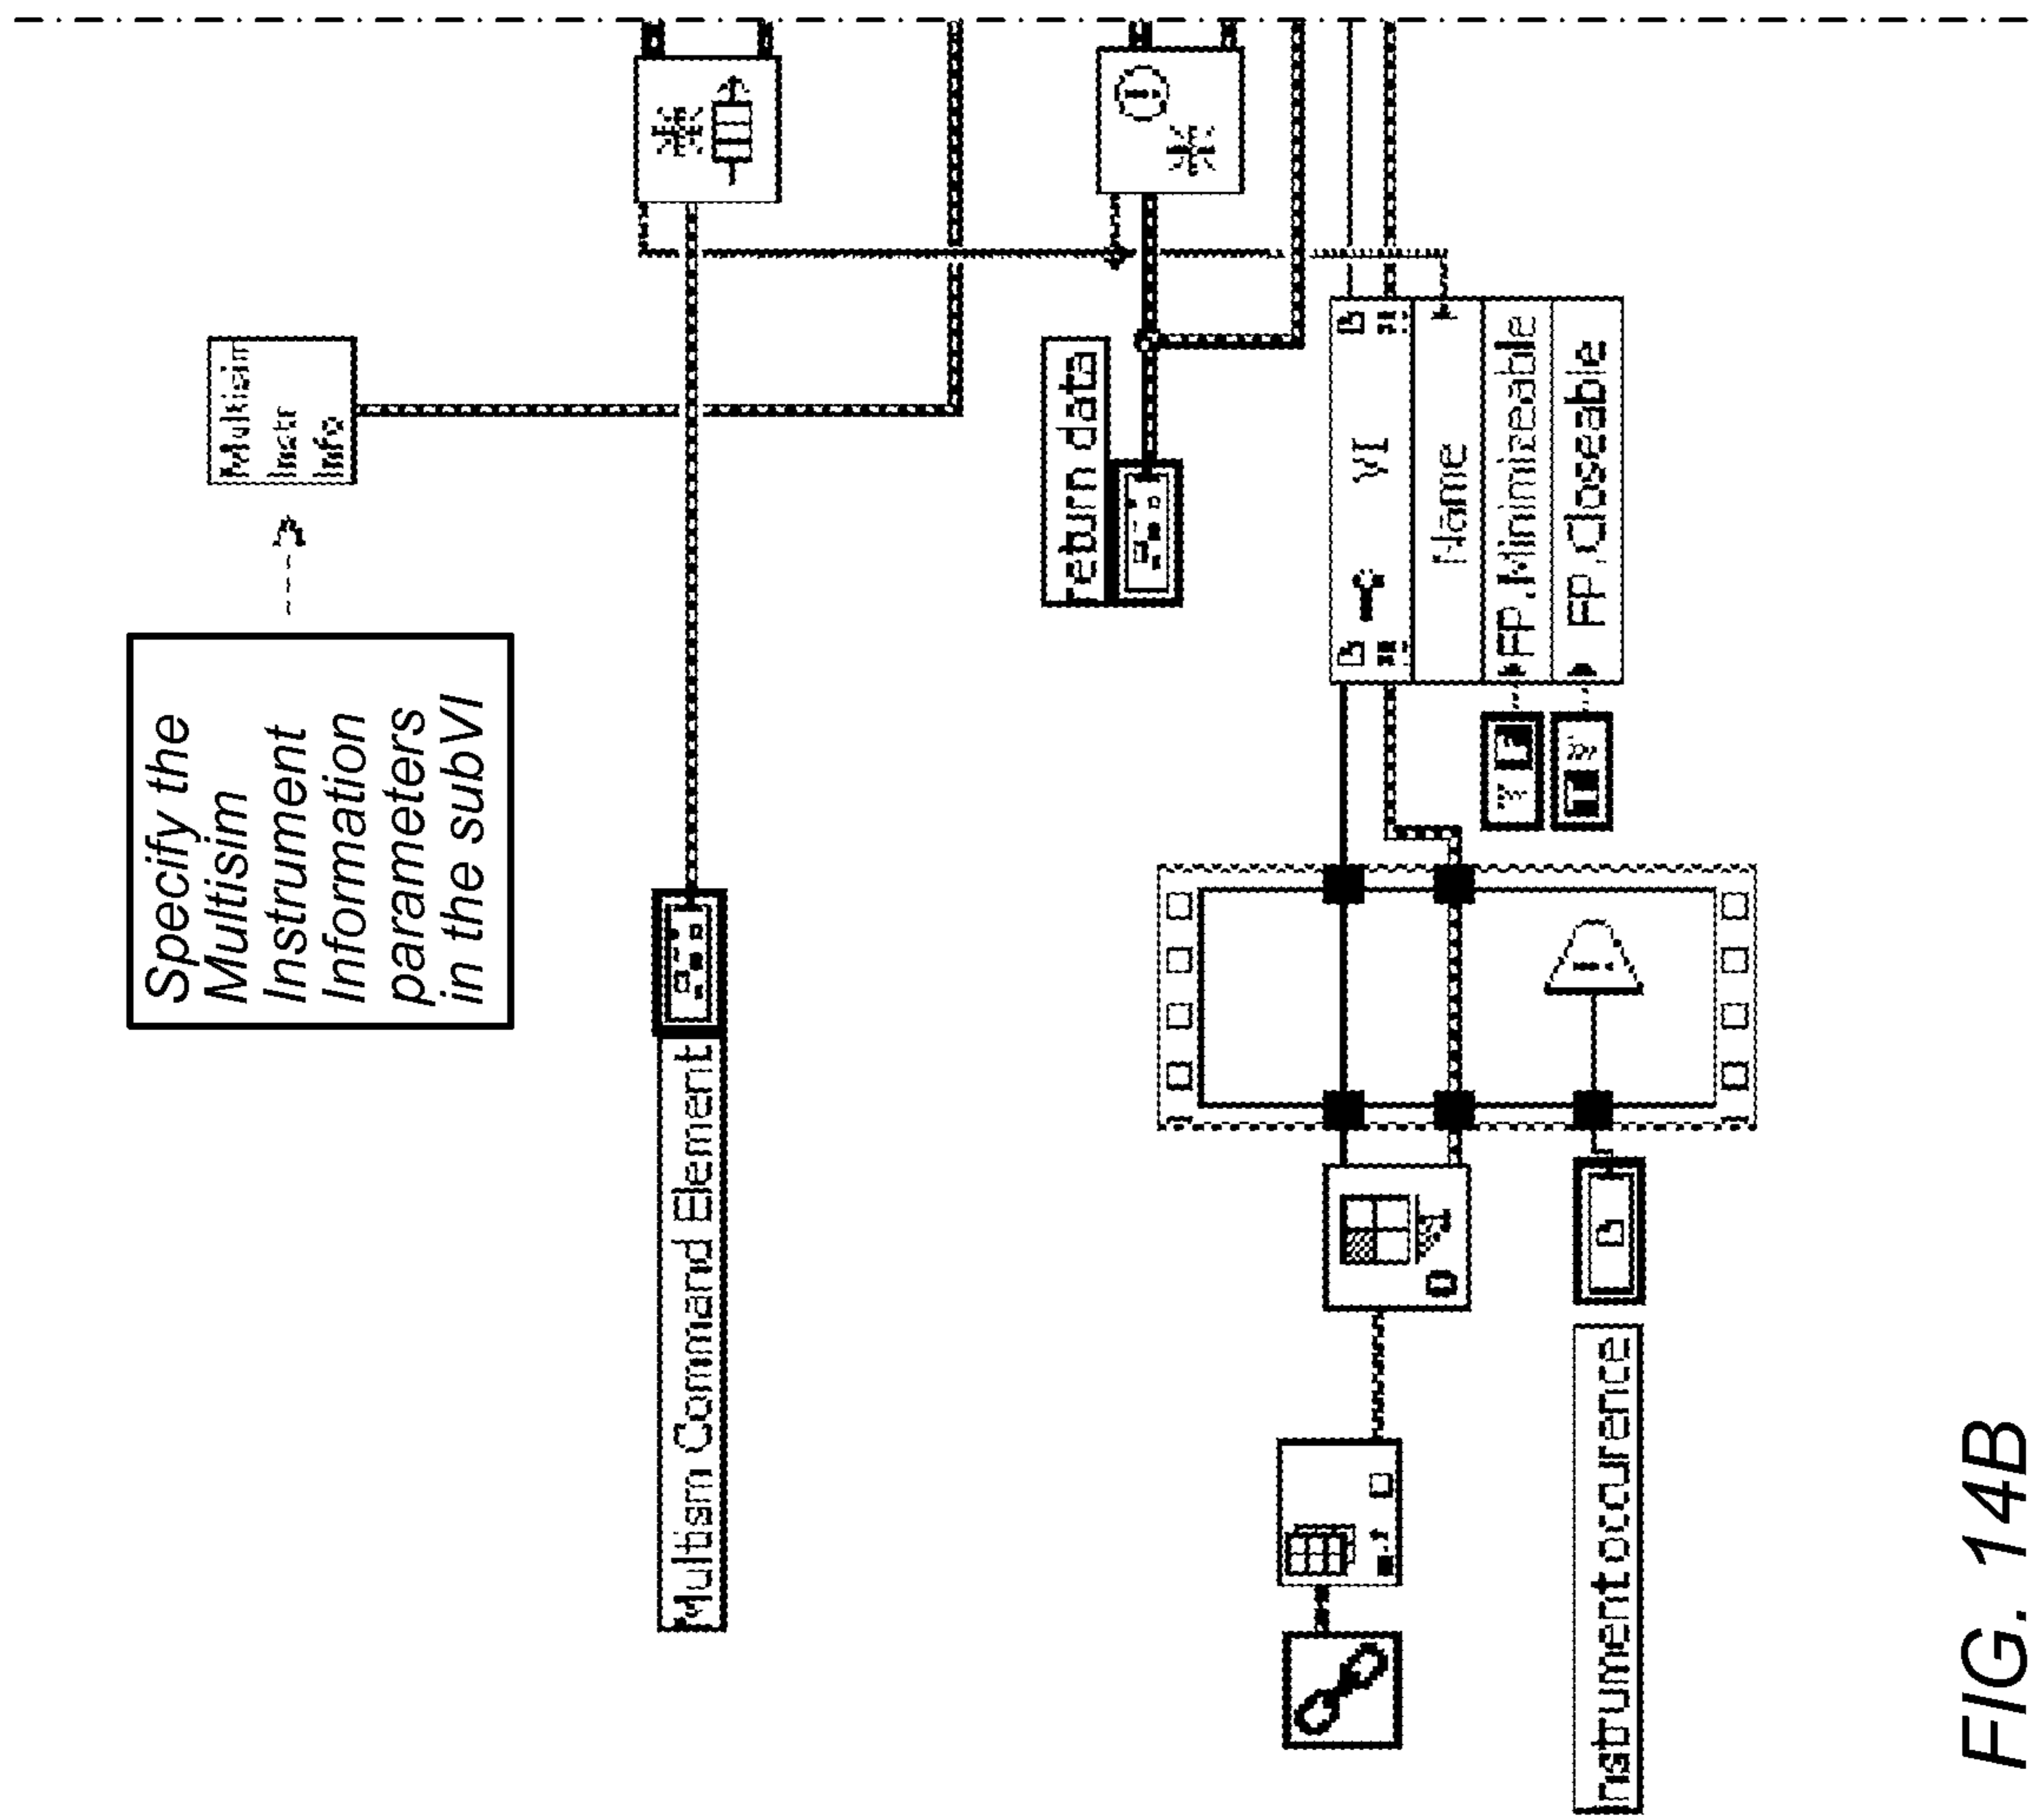 Specify the
Multisim
Instrument
Information
parameters
in the subVI
Multisim
Instr
Info
Multism Command Element
return data
VI
Name
FP.Minimizeable
FP.Closeable
T F
T F
Instrument occurence
FIG. 14B